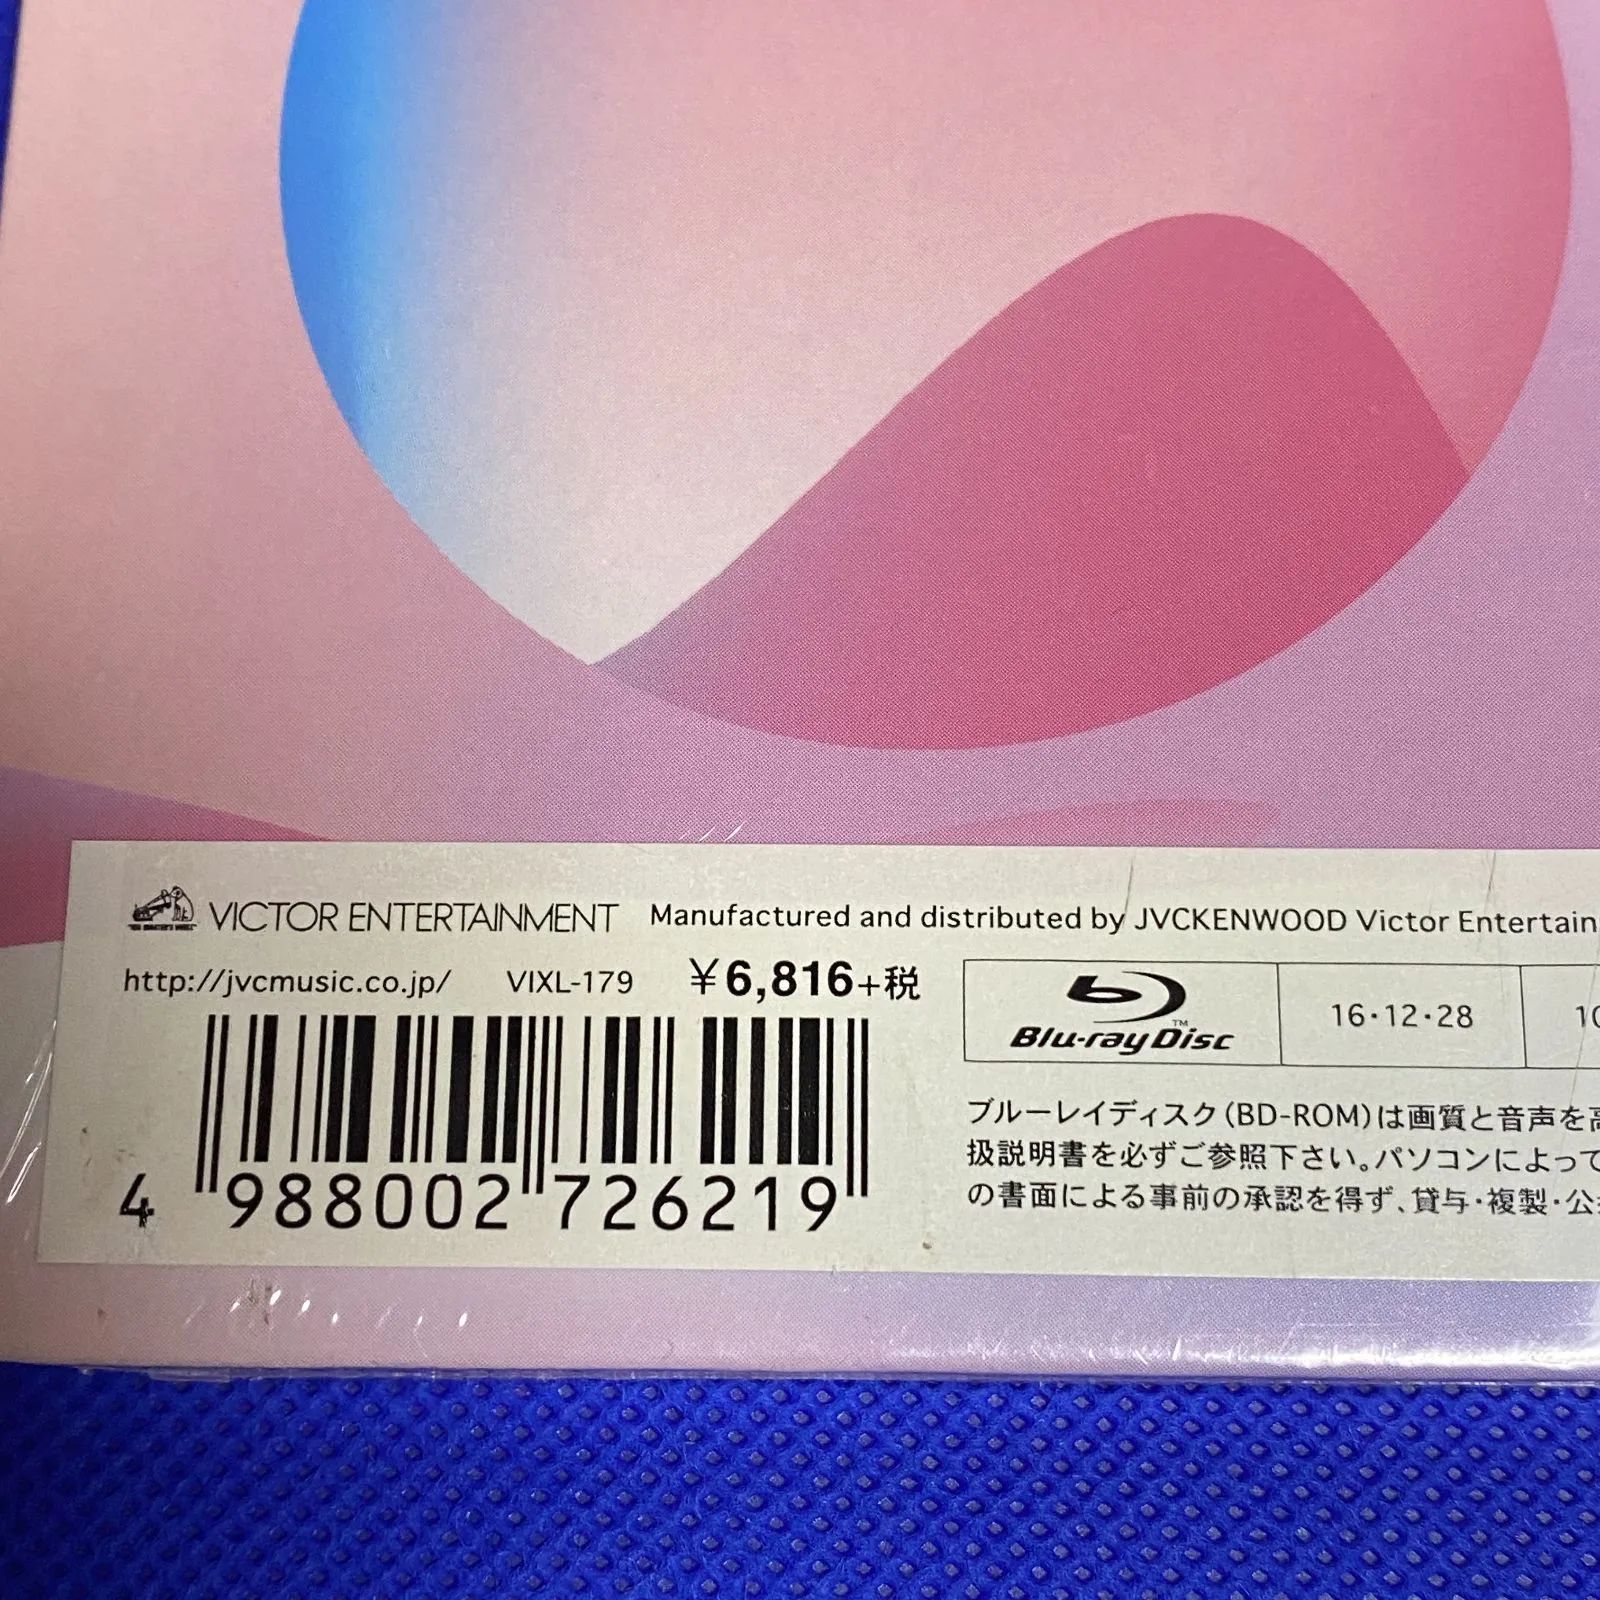 VICTOR ENTERTAINMENT Manufactured and distributed by JVCKENWOOD Victor Entertain
http://jvcmusic.co.jp/ VIXL-179 ¥6,816+税
Blu-ray Disc™ 16・12・28 10
4 988002 726219
ブルーレイディスク(BD-ROM)は画質と音声を高
扱説明書を必ずご参照下さい。パソコンによって
の書面による事前の承認を得ず、貸与・複製・公